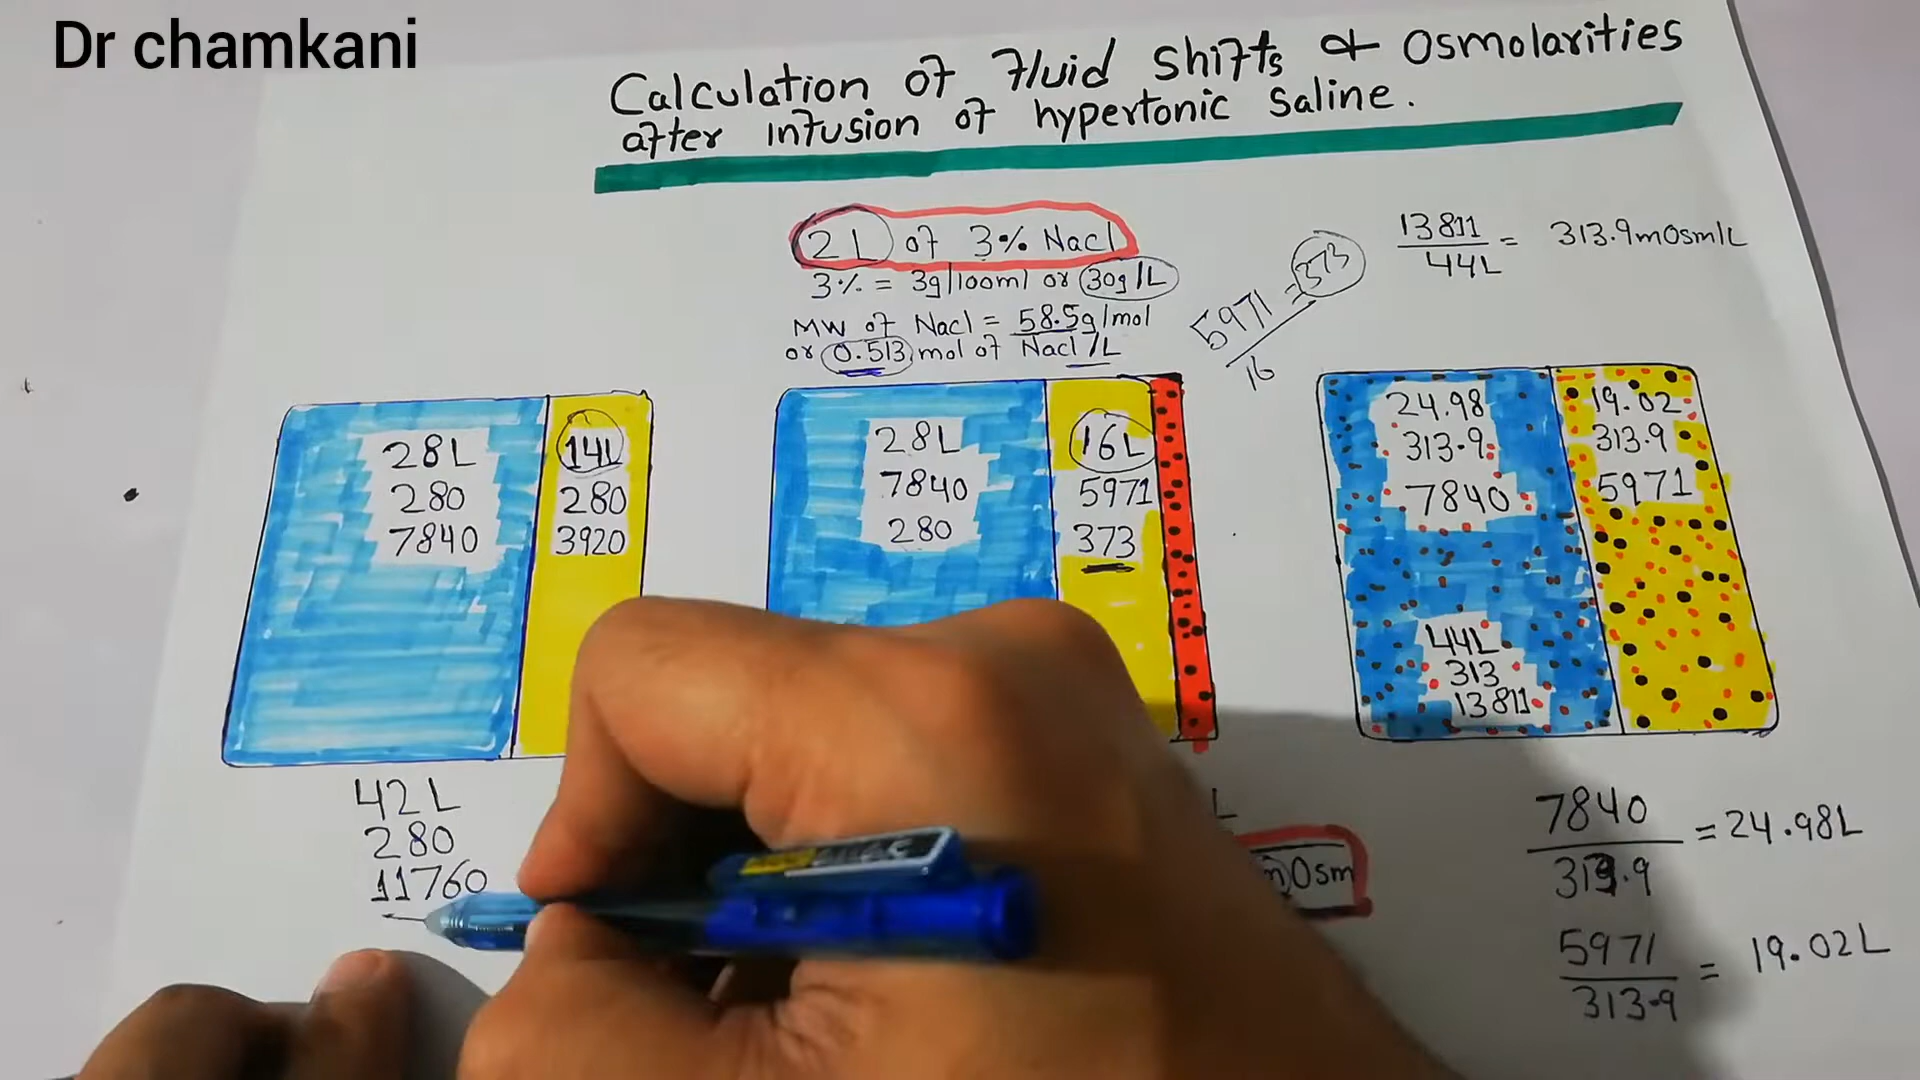 Dr chamkani
Calculation of Fluid Shifts & Osmolarities
after infusion of hypertonic Saline.
2 L of 3% Nacl
3% = 3g/100ml or 30g/L
MW of Nacl = 58.5g/mol
or 0.513 mol of Nacl/L
5971 = 373
16
13811 = 313.9mOsm/L
44L
28L
280
7840
14L
280
3920
42L
280
11760
28L
7840
280
16L
5971
373
L
mOsm
24.98
313.9
7840
19.02
313.9
5971
44L
313
13811
7840 = 24.98L
313.9
5971 = 19.02L
313.9